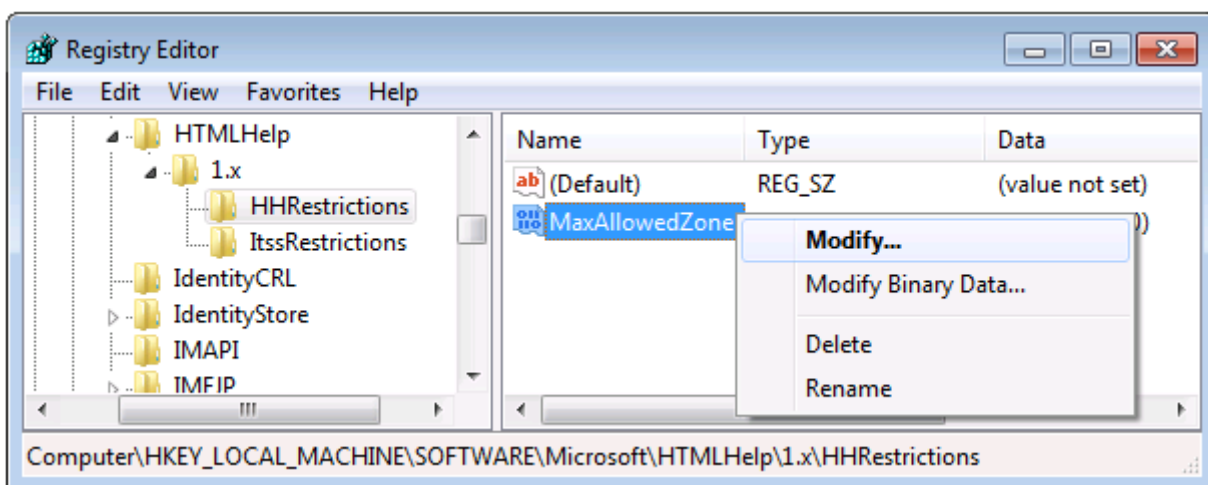 Registry Editor
File Edit View Favorites Help
HTMLHelp
1.x
HHRestrictions
ItssRestrictions
IdentityCRL
IdentityStore
IMAPI
Name Type Data
(Default) REG_SZ (value not set)
MaxAllowedZone
Modify...
Modify Binary Data...
Delete
Rename
Computer\HKEY_LOCAL_MACHINE\SOFTWARE\Microsoft\HTMLHelp\1.x\HHRestrictions